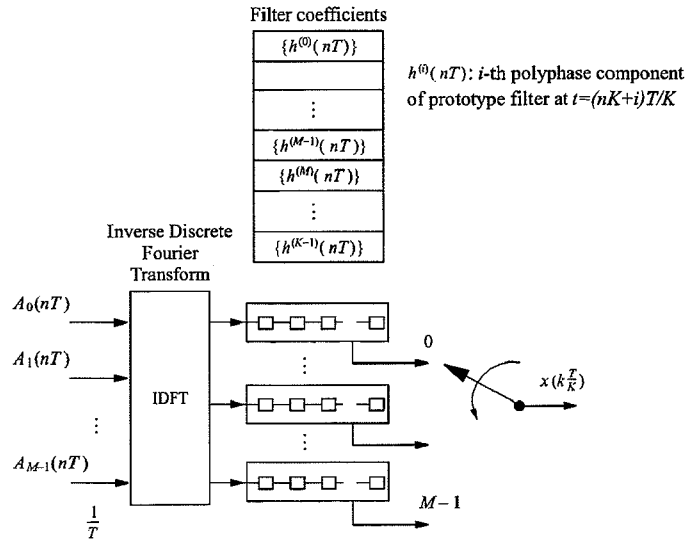 Filter coefficients
{h^(0)(nT)}
⋮
{h^(M−1)(nT)}
{h^(M)(nT)}
⋮
{h^(K−1)(nT)}
h^(i)(nT): i-th polyphase component
of prototype filter at t=(nK+i)T/K
Inverse Discrete
Fourier
Transform
A_0(nT)
A_1(nT)
⋮
A_{M−1}(nT)
1/T
IDFT
⋮
⋮
0
M−1
x(k T/K)